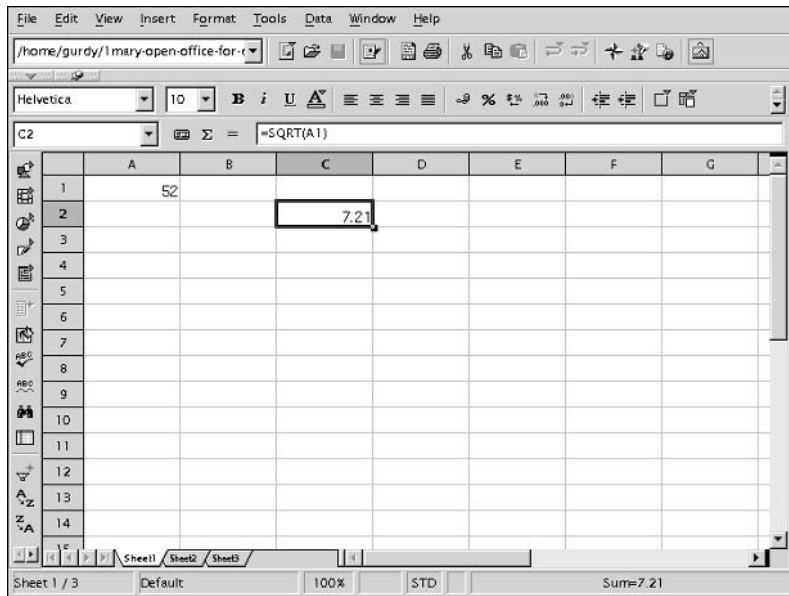 File Edit View Insert Format Tools Data Window Help
/home/gurdy/1mary-open-office-for-
Helvetica 10 B i U A
C2 Σ = =SQRT(A1)
A B C D E F G
1 52
2 7.21
3
4
5
6
7
8
9
10
11
12
13
14
15
Sheet1 Sheet2 Sheet3
Sheet 1 / 3 Default 100% STD Sum=7.21